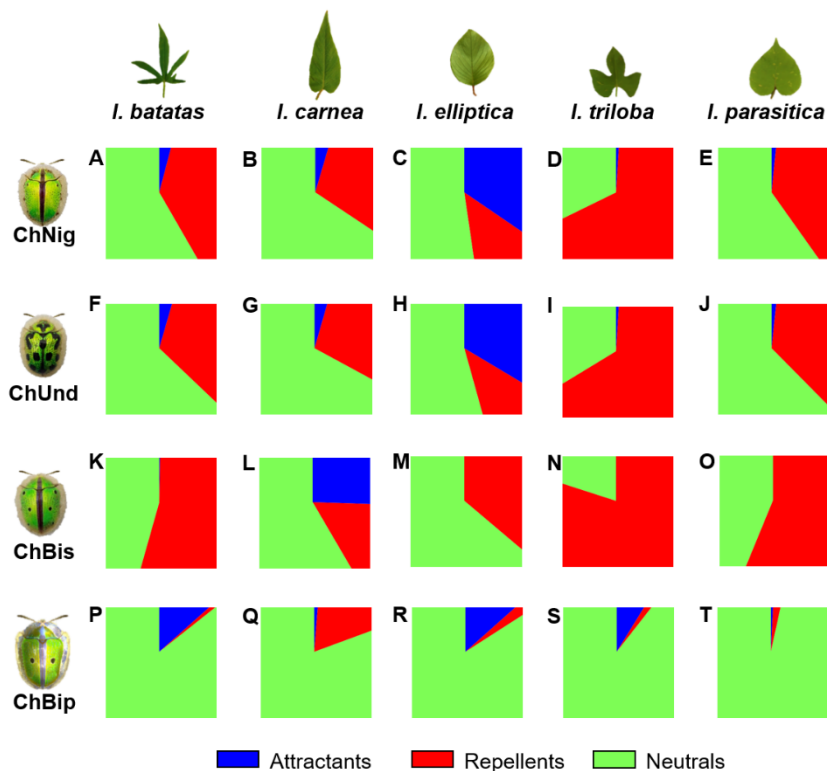 I. batatas I. carnea I. elliptica I. triloba I. parasitica
A B C D E
ChNig
F G H I J
ChUnd
K L M N O
ChBis
P Q R S T
ChBip
Attractants Repellents Neutrals